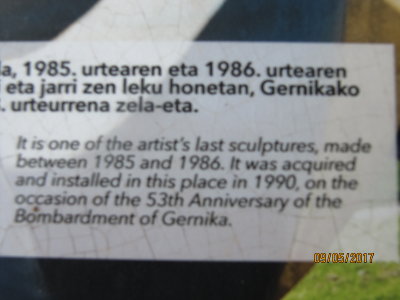 a, 1985. urtearen eta 1986. urtearen
eta jarri zen leku honetan, Gernikako
. urteurrena zela-eta.
It is one of the artist's last sculptures, made
between 1985 and 1986. It was acquired
and installed in this place in 1990, on the
occasion of the 53th Anniversary of the
Bombardment of Gernika.
09/05/2017